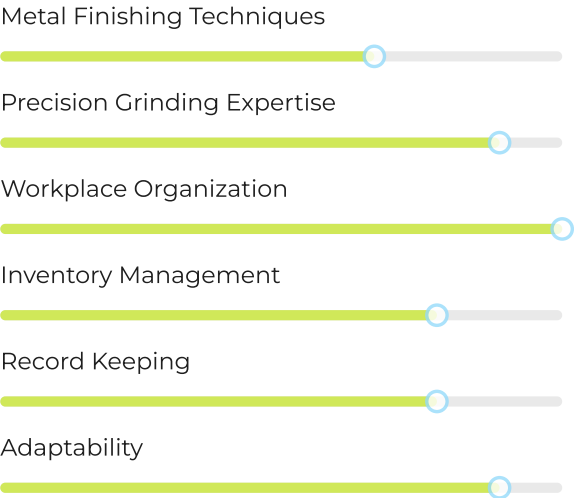 Metal Finishing Techniques
Precision Grinding Expertise
Workplace Organization
Inventory Management
Record Keeping
Adaptability